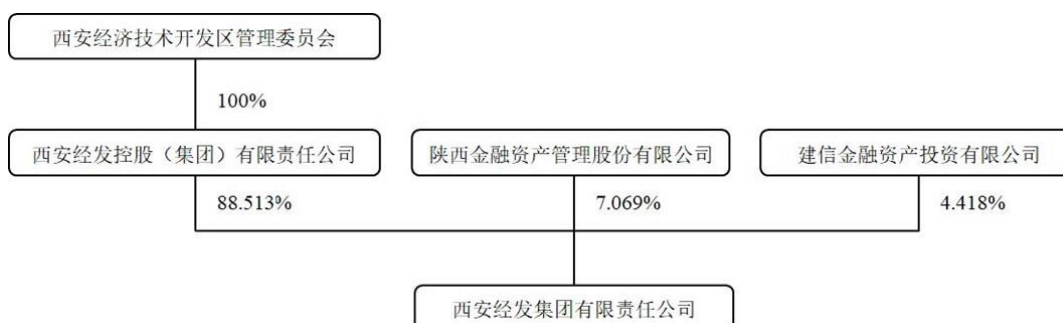 西安经济技术开发区管理委员会
100%
西安经发控股（集团）有限责任公司
陕西金融资产管理股份有限公司
建信金融资产投资有限公司
88.513%
7.069%
4.418%
西安经发集团有限责任公司